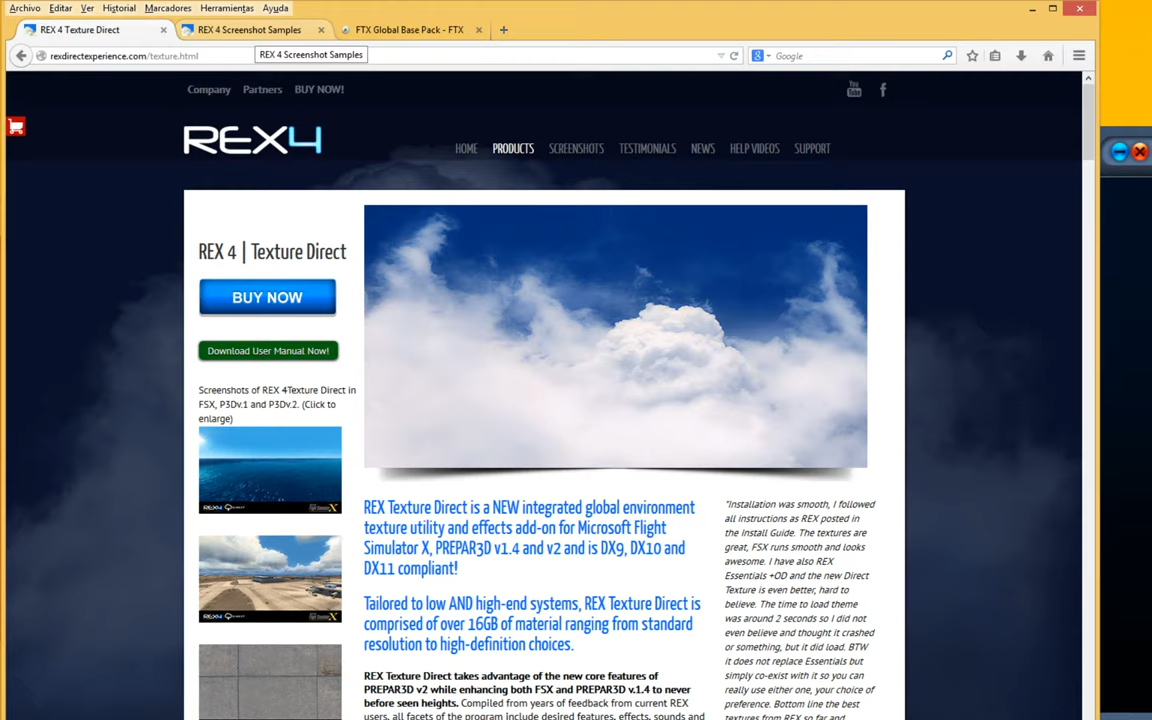 Archivo Editar Ver Historial Marcadores Herramientas Ayuda
REX 4 Texture Direct
REX 4 Screenshot Samples
FTX Global Base Pack - FTX
rexdirectexperience.com/texture.html
REX 4 Screenshot Samples
Google
Company Partners BUY NOW!
You Tube
REX4
HOME PRODUCTS SCREENSHOTS TESTIMONIALS NEWS HELP VIDEOS SUPPORT
REX 4 | Texture Direct
BUY NOW
Download User Manual Now!
Screenshots of REX 4Texture Direct in
FSX, P3Dv.1 and P3Dv.2. (Click to
enlarge)
REX Texture Direct is a NEW integrated global environment
texture utility and effects add-on for Microsoft Flight
Simulator X, PREPAR3D v1.4 and v2 and is DX9, DX10 and
DX11 compliant!
Tailored to low AND high-end systems, REX Texture Direct is
comprised of over 16GB of material ranging from standard
resolution to high-definition choices.
REX Texture Direct takes advantage of the new core features of
PREPAR3D v2 while enhancing both FSX and PREPAR3D v.1.4 to never
before seen heights. Compiled from years of feedback from current REX
users, all facets of the program include desired features, effects, sounds and
"Installation was smooth, I followed
all instructions as REX posted in
the Install Guide. The textures are
great, FSX runs smooth and looks
awesome. I have also REX
Essentials +OD and the new Direct
Texture is even better, hard to
believe. The time to load theme
was around 2 seconds so I did not
even believe and thought it crashed
or something, but it did load. BTW
it does not replace Essentials but
simply co-exist with it so you can
really use either one, your choice of
preference. Bottom line the best
textures from REX so far and